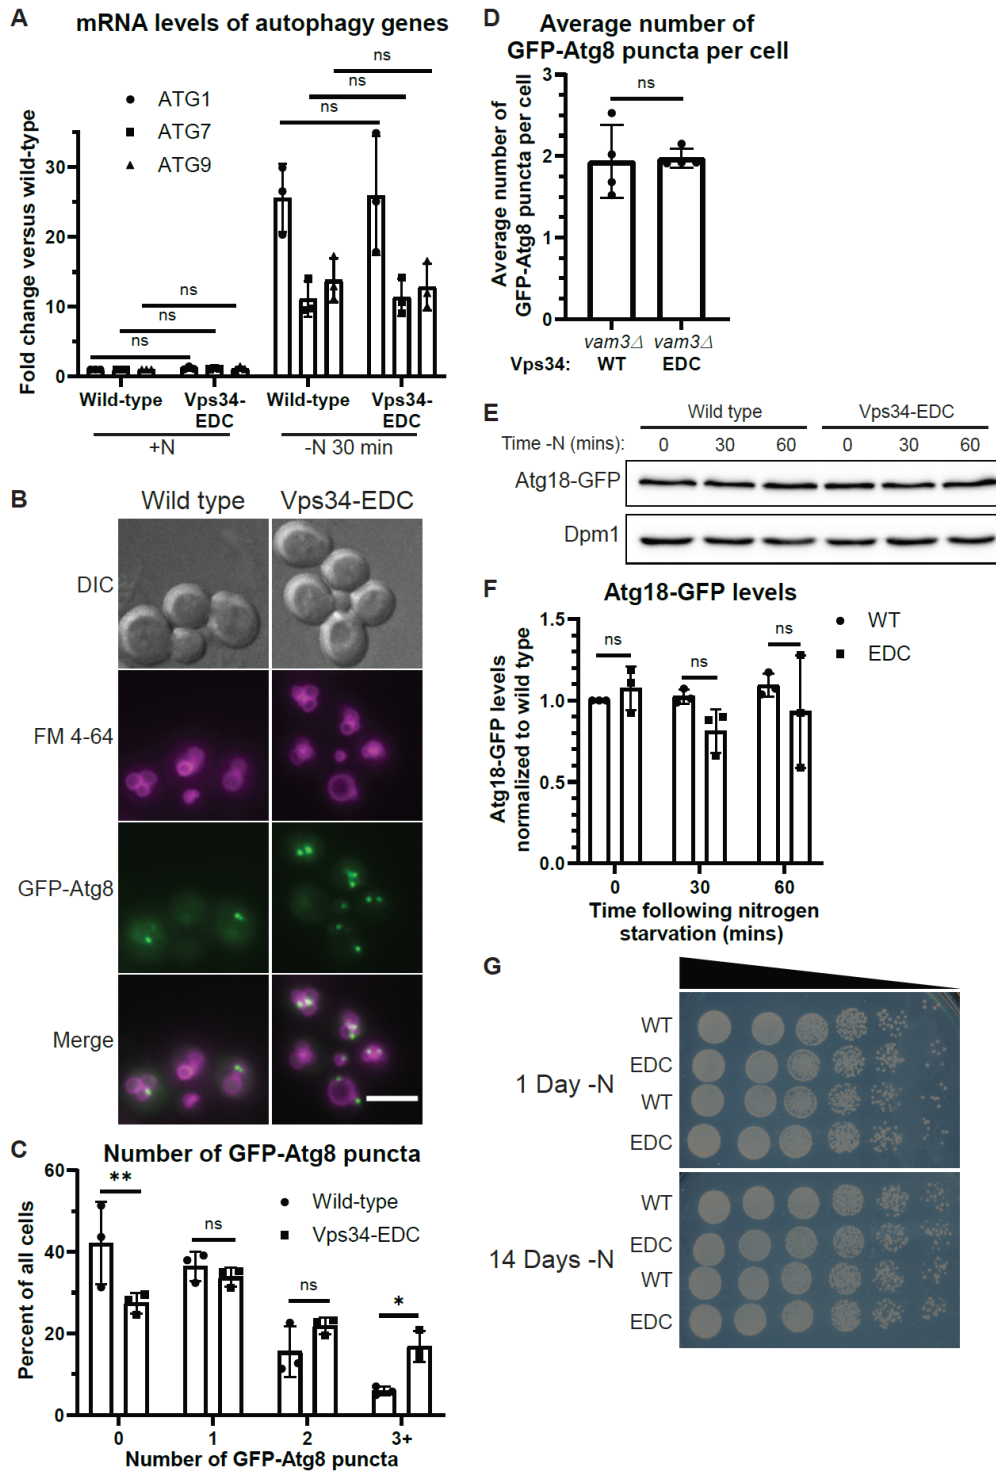 A
mRNA levels of autophagy genes
ns
ns
ns
ATG1
ATG7
ATG9
Fold change versus wild-type
30
20
10
0
ns
ns
ns
Wild-type
Vps34-
EDC
Wild-type
Vps34-
EDC
+N
-N 30 min
B
Wild type
Vps34-EDC
DIC
FM 4-64
GFP-Atg8
Merge
C
Number of GFP-Atg8 puncta
Percent of all cells
60
40
20
0
**
ns
ns
*
Wild-type
Vps34-EDC
0
1
2
3+
Number of GFP-Atg8 puncta
D
Average number of
GFP-Atg8 puncta per cell
Average number of
GFP-Atg8 puncta per cell
3
2
1
0
ns
vam3Δ
vam3Δ
Vps34:
WT
EDC
E
Wild type
Vps34-EDC
Time -N (mins):
0
30
60
0
30
60
Atg18-GFP
Dpm1
F
Atg18-GFP levels
Atg18-GFP levels
normalized to wild type
1.5
1.0
0.5
0.0
ns
ns
ns
WT
EDC
0
30
60
Time following nitrogen
starvation (mins)
G
1 Day -N
WT
EDC
WT
EDC
14 Days -N
WT
EDC
WT
EDC